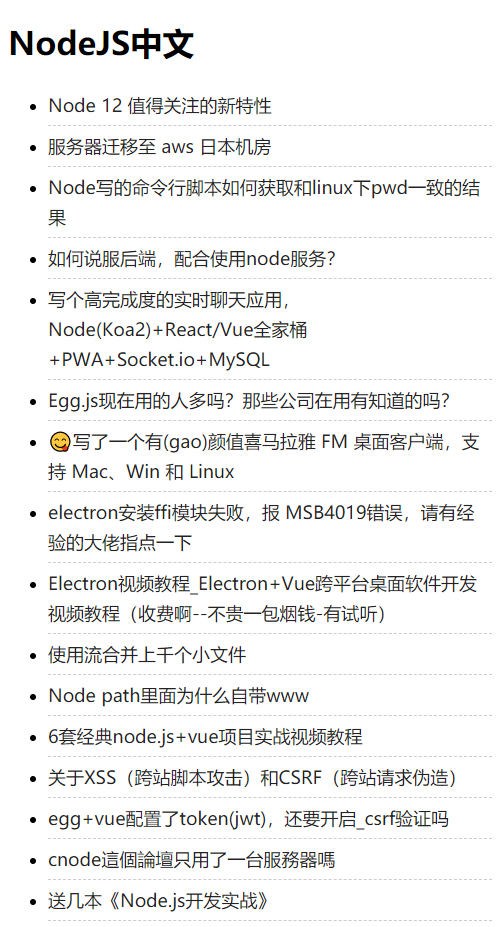 NodeJS中文
Node 12 值得关注的新特性
服务器迁移至 aws 日本机房
Node写的命令行脚本如何获取和linux下pwd一致的结
果
如何说服后端，配合使用node服务？
写个高完成度的实时聊天应用，
Node(Koa2)+React/Vue全家桶
+PWA+Socket.io+MySQL
Egg.js现在用的人多吗？那些公司在用有知道的吗？
😋写了一个有(gao)颜值喜马拉雅 FM 桌面客户端，支
持 Mac、Win 和 Linux
electron安装ffi模块失败，报 MSB4019错误，请有经
验的大佬指点一下
Electron视频教程_Electron+Vue跨平台桌面软件开发
视频教程（收费啊--不贵一包烟钱-有试听）
使用流合并上千个小文件
Node path里面为什么自带www
6套经典node.js+vue项目实战视频教程
关于XSS（跨站脚本攻击）和CSRF（跨站请求伪造）
egg+vue配置了token(jwt)，还要开启_csrf验证吗
cnode這個論壇只用了一台服務器嗎
送几本《Node.js开发实战》